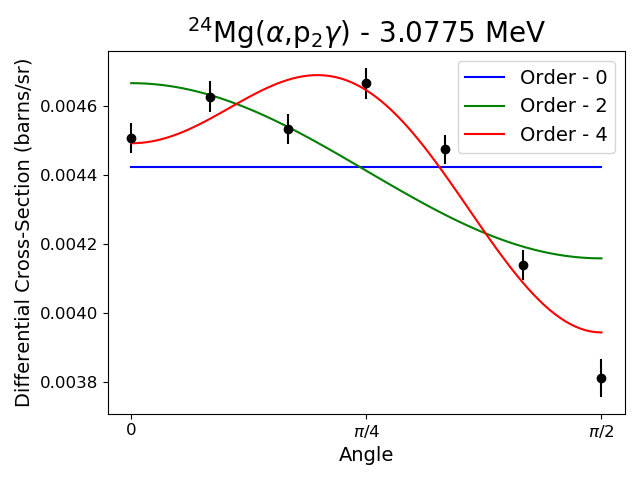 ²⁴Mg(α,p₂γ) - 3.0775 MeV
Differential Cross-Section (barns/sr)
0.0046
0.0044
0.0042
0.0040
0.0038
Order - 0
Order - 2
Order - 4
0
π/4
π/2
Angle